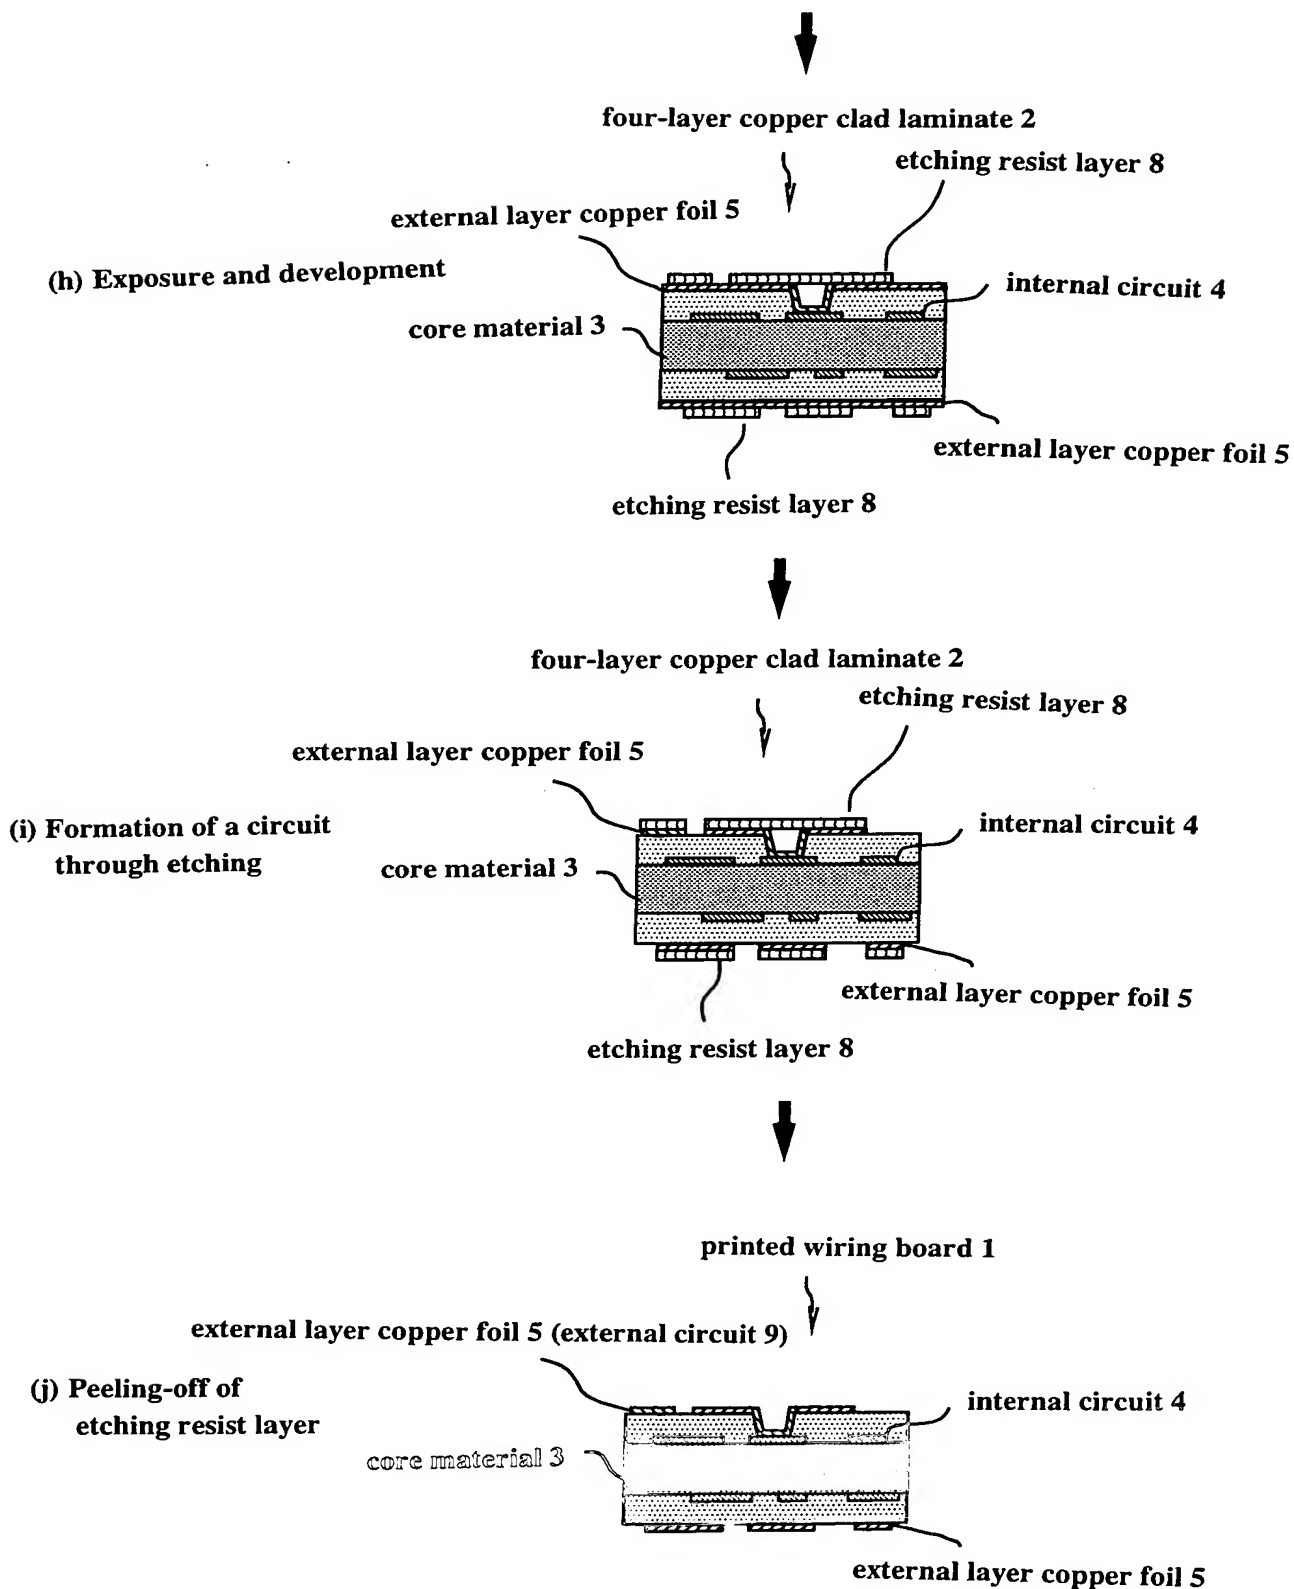 four-layer copper clad laminate 2
etching resist layer 8
external layer copper foil 5
(h) Exposure and development
internal circuit 4
core material 3
external layer copper foil 5
etching resist layer 8
four-layer copper clad laminate 2
etching resist layer 8
external layer copper foil 5
(i) Formation of a circuit
through etching
internal circuit 4
core material 3
external layer copper foil 5
etching resist layer 8
printed wiring board 1
external layer copper foil 5 (external circuit 9)
(j) Peeling-off of
etching resist layer
internal circuit 4
core material 3
external layer copper foil 5